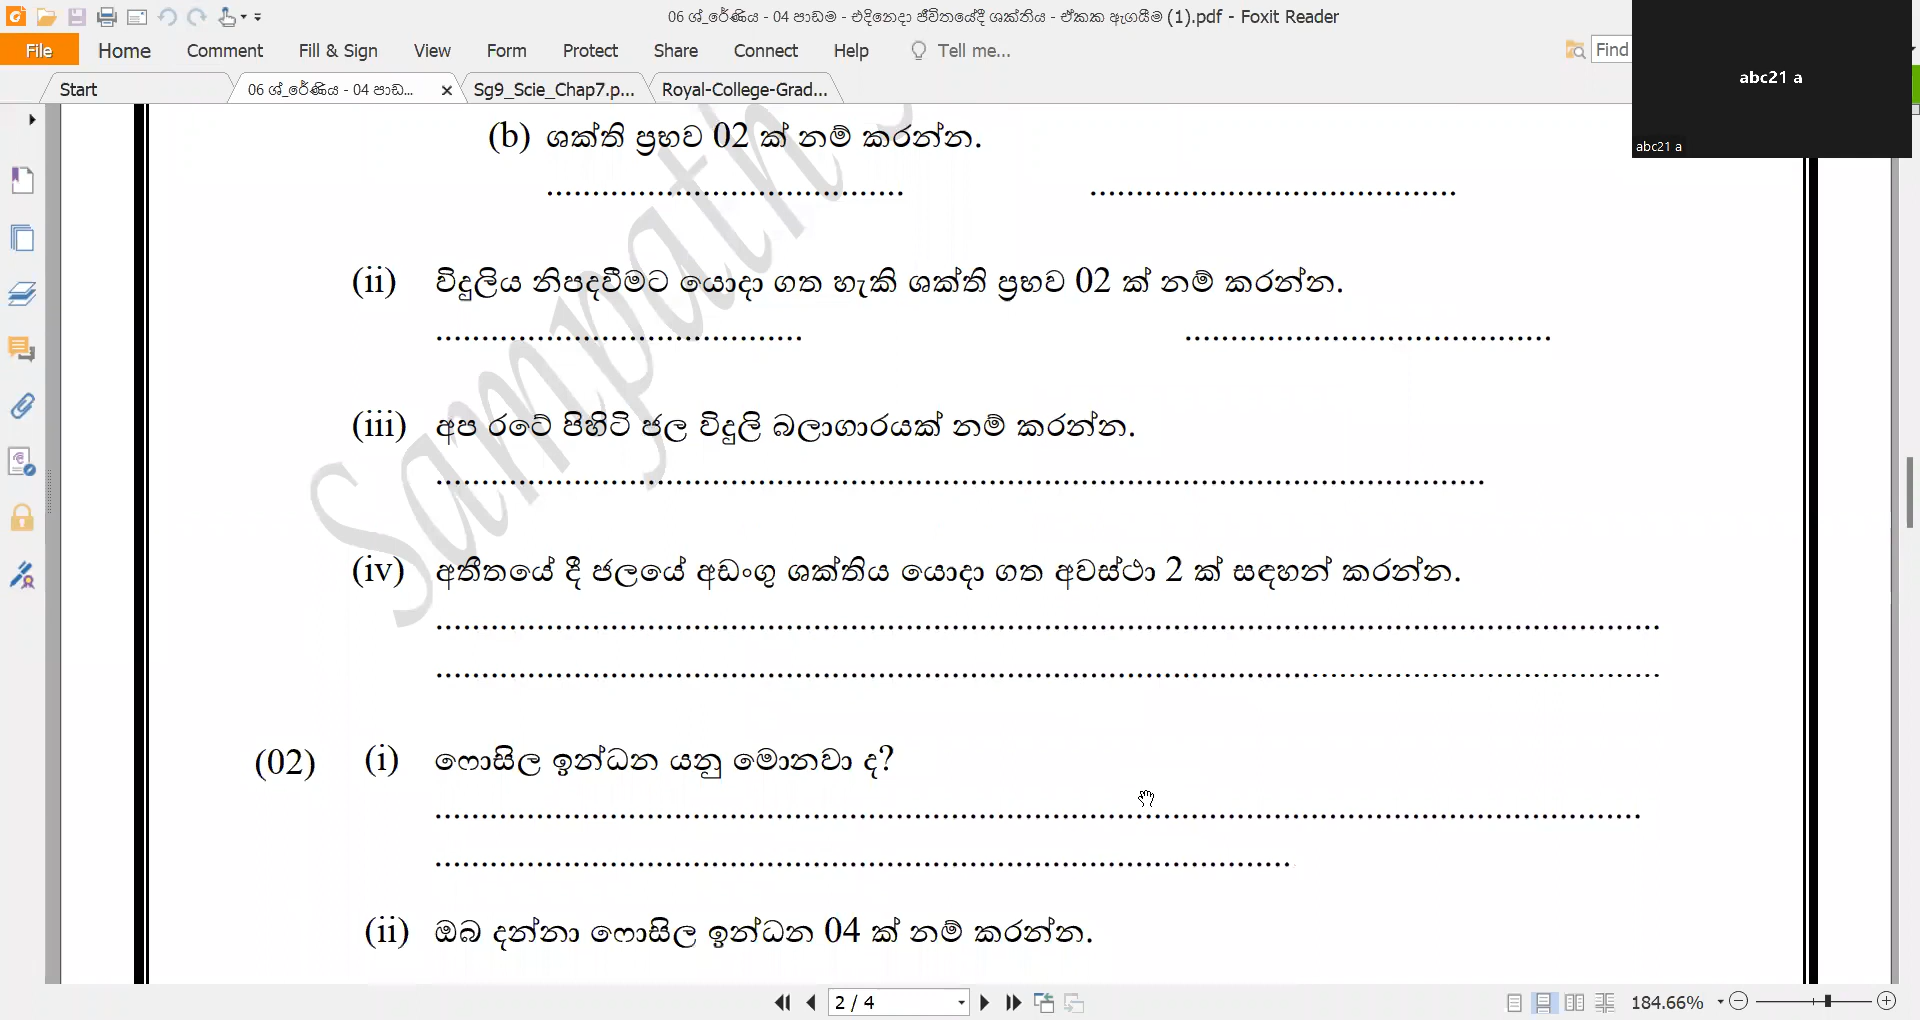 06 ශ්‍රේණිය - 04 පාඩම - එදිනෙදා ජීවිතයේදී ශක්තිය - ඒකක ඇගයීම (1).pdf - Foxit Reader
File Home Comment Fill & Sign View Form Protect Share Connect Help Tell me... Find
abc21 a
Start 06 ශ්‍රේණිය - 04 පාඩ... Sg9_Scie_Chap7.p... Royal-College-Grad...
abc21 a
(b) ශක්ති ප්‍රභව 02 ක් නම් කරන්න.
.......................................
.......................................
(ii) විදුලිය නිපදවීමට යොදා ගත හැකි ශක්ති ප්‍රභව 02 ක් නම් කරන්න.
........................................
........................................
(iii) අප රටේ පිහිටි ජල විදුලි බලාගාරයක් නම් කරන්න.
....................................................................................
(iv) අතීතයේ දී ජලයේ අඩංගු ශක්තිය යොදා ගත අවස්ථා 2 ක් සඳහන් කරන්න.
....................................................................................
....................................................................................
(02) (i) ෆොසිල ඉන්ධන යනු මොනවා ද?
....................................................................................
....................................................................................
(ii) ඔබ දන්නා ෆොසිල ඉන්ධන 04 ක් නම් කරන්න.
Sampath
2 / 4 184.66%